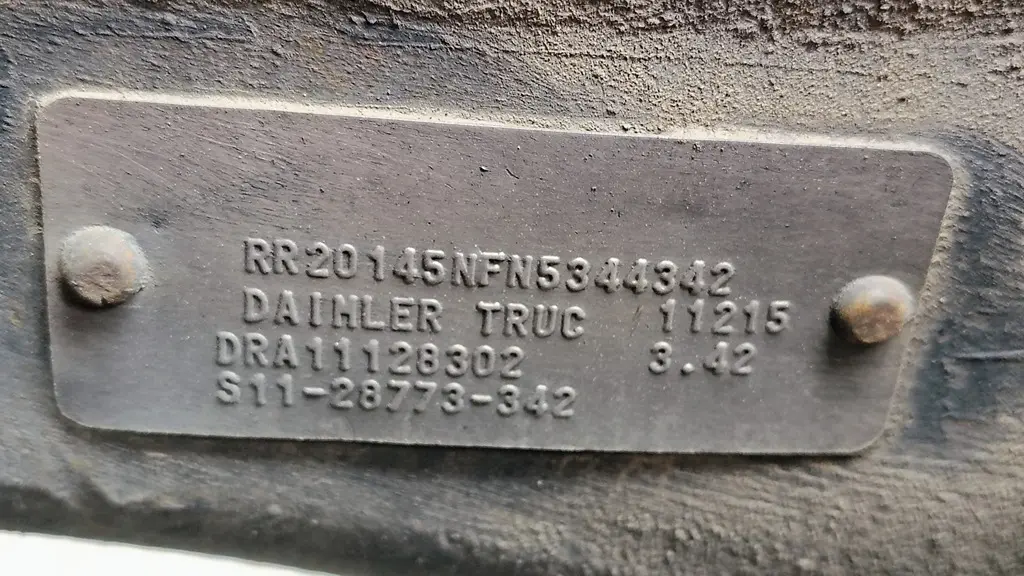 RR20145NFN5344342
DAIHLER TRUC 11215
DRA11128302 3.42
S11-28773-342